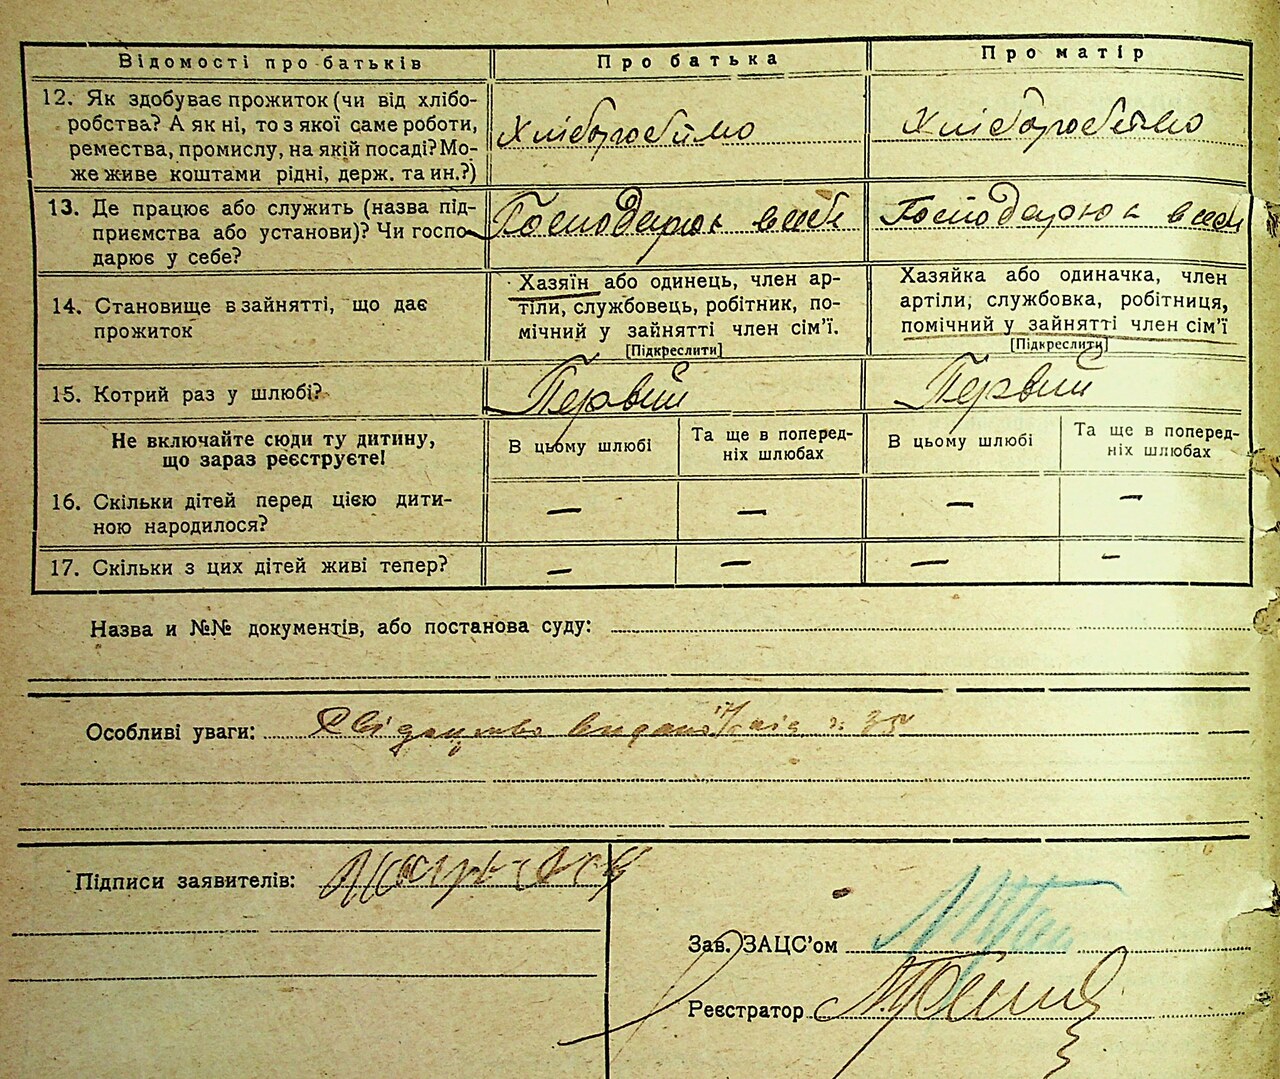 Відомості про батьків
Про батька
Про матір
12. Як здобуває прожиток (чи від хлібо-
робства? А як ні, то з якої саме роботи,
ремества, промислу, на якій посаді? Мо-
же живе коштами рідні, держ. та ин.?)
Хліборобство
Хліборобство
13. Де працює або служить (назва під-
приємства або установи)? Чи госпо-
дарює у себе?
Господарює в себе
Господарює в себе
14. Становище в зайнятті, що дає
прожиток
Хазяїн або одинець, член ар-
тіли, службовець, робітник, по-
мічний у зайнятті член сім'ї.
[Підкреслити]
Хазяйка або одиначка, член
артіли, службовка, робітниця,
помічний у зайнятті член сім'ї
[Підкреслити]
15. Котрий раз у шлюбі?
Первий
Первий
Не включайте сюди ту дитину,
що зараз реєструєте!
В цьому шлюбі
Та ще в поперед-
ніх шлюбах
В цьому шлюбі
Та ще в поперед-
ніх шлюбах
16. Скільки дітей перед цією дити-
ною народилося?
— — — —
17. Скільки з цих дітей живі тепер?
— — — —
Назва и №№ документів, або постанова суду:
Особливі уваги: 35
Підписи заявителів:
Зав. ЗАЦС'ом
Реєстратор